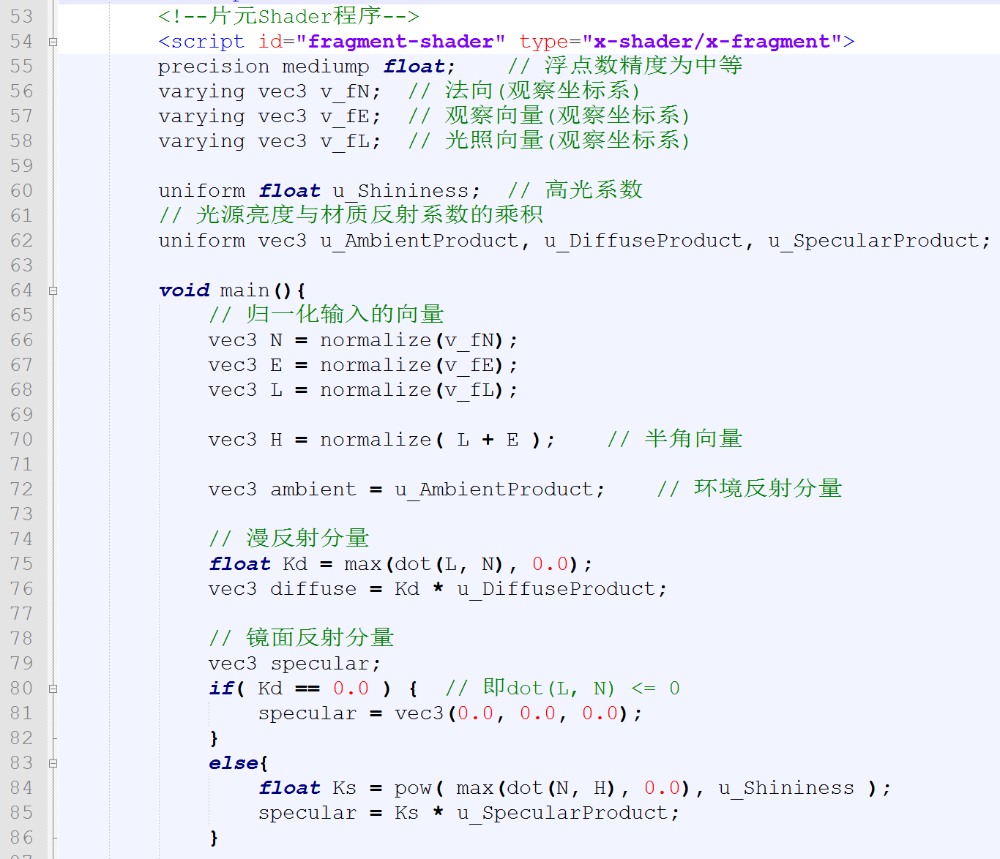 53 <!--片元Shader程序-->
54 <script id="fragment-shader" type="x-shader/x-fragment">
55 precision mediump float;    // 浮点数精度为中等
56 varying vec3 v_fN;  // 法向(观察坐标系)
57 varying vec3 v_fE;  // 观察向量(观察坐标系)
58 varying vec3 v_fL;  // 光照向量(观察坐标系)
59
60 uniform float u_Shininess;  // 高光系数
61 // 光源亮度与材质反射系数的乘积
62 uniform vec3 u_AmbientProduct, u_DiffuseProduct, u_SpecularProduct;
63
64 void main(){
65     // 归一化输入的向量
66     vec3 N = normalize(v_fN);
67     vec3 E = normalize(v_fE);
68     vec3 L = normalize(v_fL);
69
70     vec3 H = normalize( L + E );    // 半角向量
71
72     vec3 ambient = u_AmbientProduct;    // 环境反射分量
73
74     // 漫反射分量
75     float Kd = max(dot(L, N), 0.0);
76     vec3 diffuse = Kd * u_DiffuseProduct;
77
78     // 镜面反射分量
79     vec3 specular;
80     if( Kd == 0.0 ) {  // 即dot(L, N) <= 0
81         specular = vec3(0.0, 0.0, 0.0);
82     }
83     else{
84         float Ks = pow( max(dot(N, H), 0.0), u_Shininess );
85         specular = Ks * u_SpecularProduct;
86     }